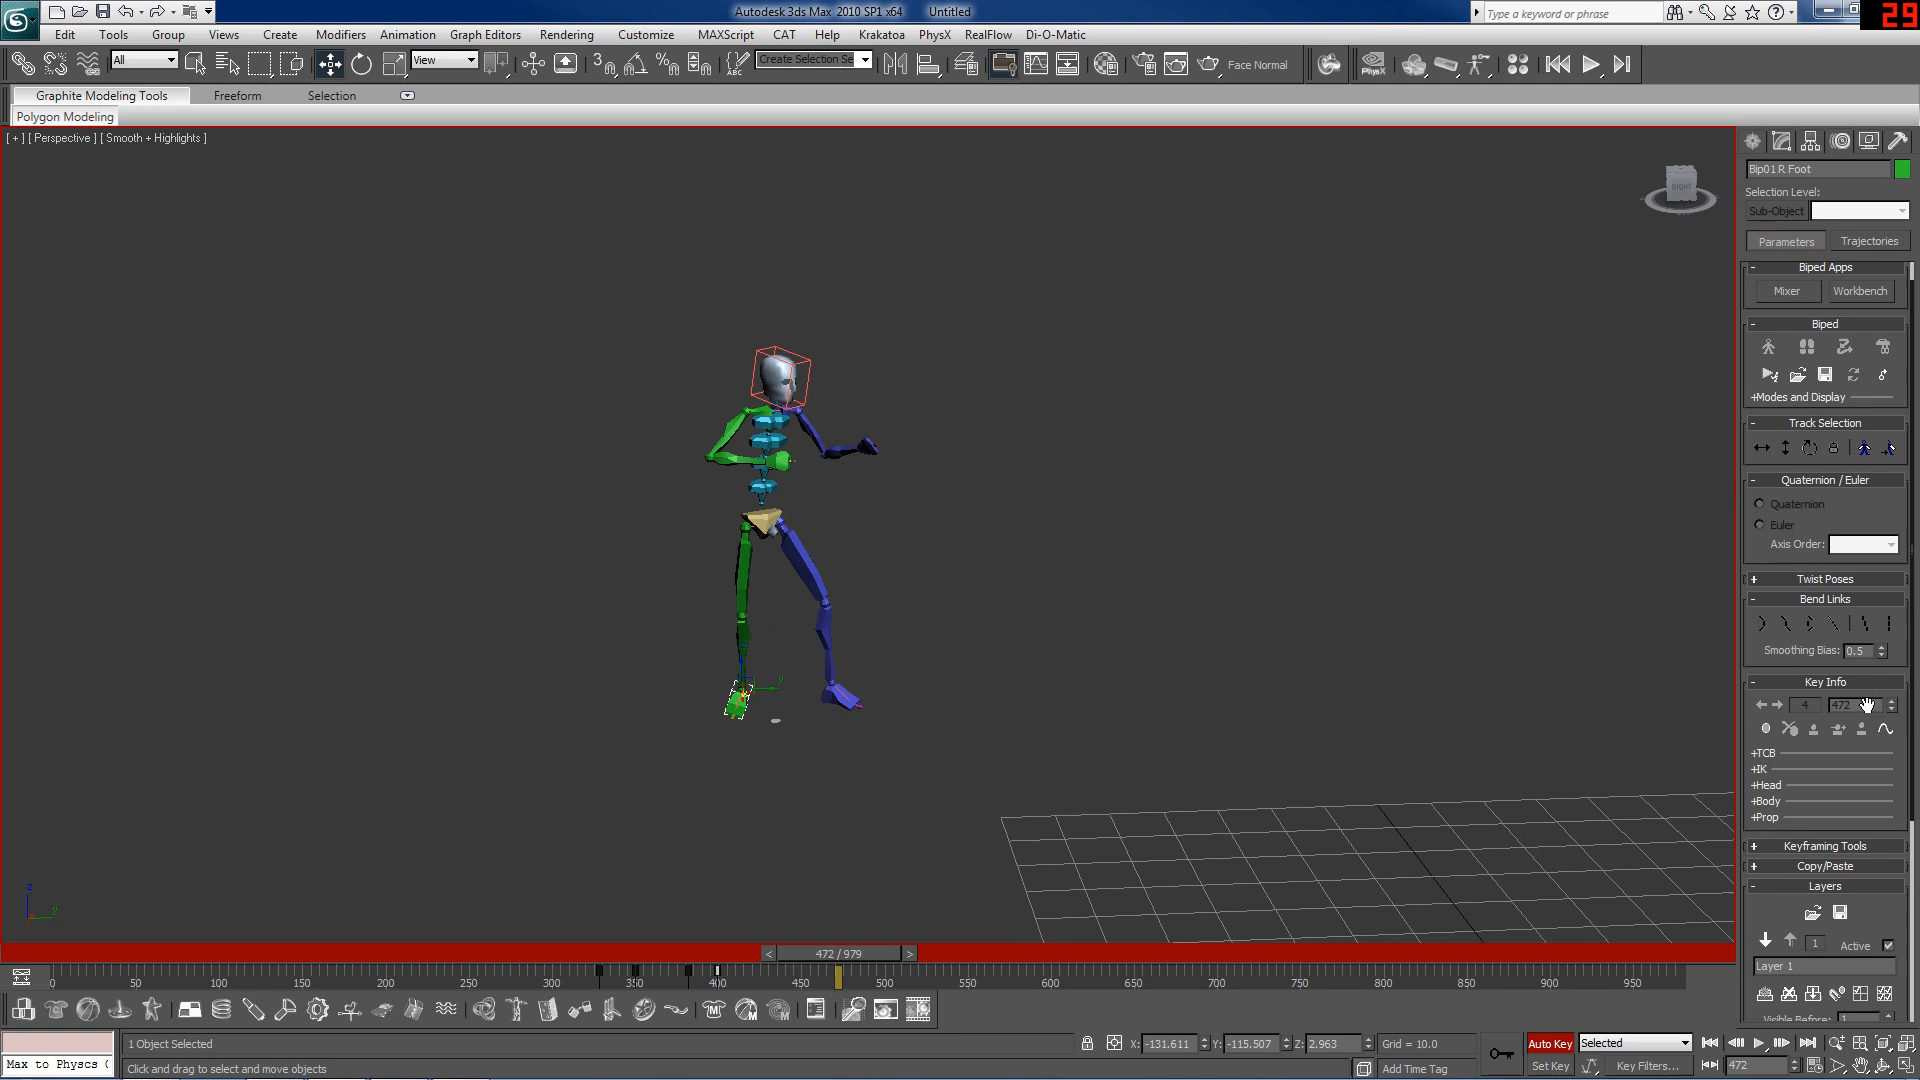 Autodesk 3ds Max 2010 SP1 x64 Untitled
Type a keyword or phrase
29
Edit Tools Group Views Create Modifiers Animation Graph Editors Rendering Customize MAXScript CAT Help Krakatoa PhysX RealFlow Di-O-Matic
All
View
Create Selection Se
Face Normal
Graphite Modeling Tools Freeform Selection
Polygon Modeling
[ + ] [ Perspective ] [ Smooth + Highlights ]
RIGHT
Bip01 R Foot
Selection Level:
Sub-Object
Parameters Trajectories
- Biped Apps
Mixer Workbench
- Biped
+Modes and Display
- Track Selection
- Quaternion / Euler
Quaternion
Euler
Axis Order:
+ Twist Poses
- Bend Links
Smoothing Bias: 0.5
- Key Info
4 472
+TCB
+IK
+Head
+Body
+Prop
+ Keyframing Tools
+ Copy/Paste
- Layers
1 Active
Layer 1
Visible Before: 1
z
y
y
< 472 / 979 >
0 50 100 150 200 250 300 350 400 450 500 550 600 650 700 750 800 850 900 950
1 Object Selected
X: -131.611 Y: -115.507 Z: 2.963 Grid = 10.0
Auto Key Selected
Max to Physcs (
Click and drag to select and move objects
Add Time Tag
Set Key Key Filters... 472